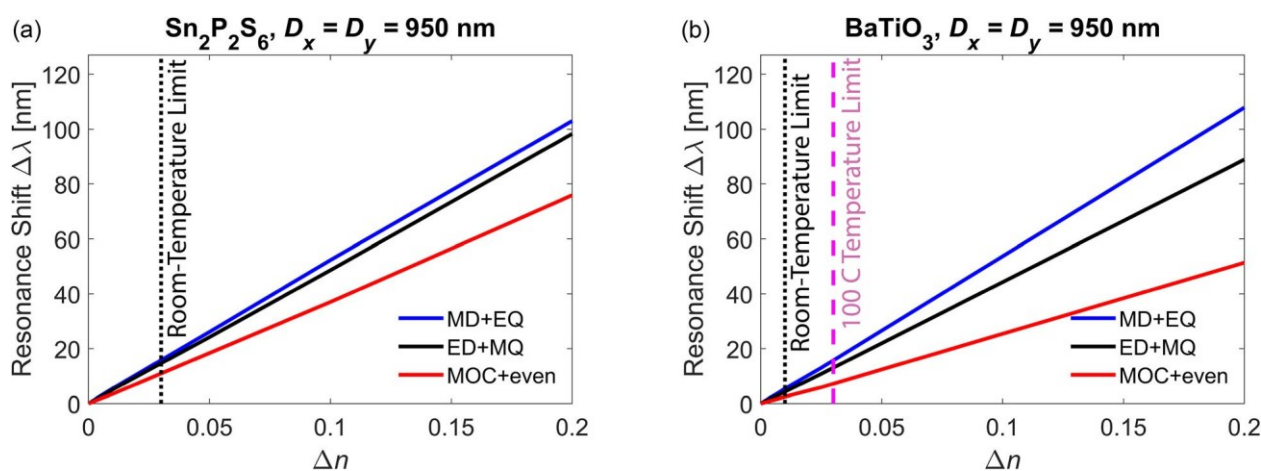 (a)
Sn₂P₂S₆, Dₓ = Dᵧ = 950 nm
Resonance Shift Δλ [nm]
120
100
80
60
40
20
0
Room-Temperature Limit
MD+EQ
ED+MQ
MOC+even
0
0.05
0.1
0.15
0.2
Δn
(b)
BaTiO₃, Dₓ = Dᵧ = 950 nm
Resonance Shift Δλ [nm]
120
100
80
60
40
20
0
Room-Temperature Limit
100 C Temperature Limit
MD+EQ
ED+MQ
MOC+even
0
0.05
0.1
0.15
0.2
Δn